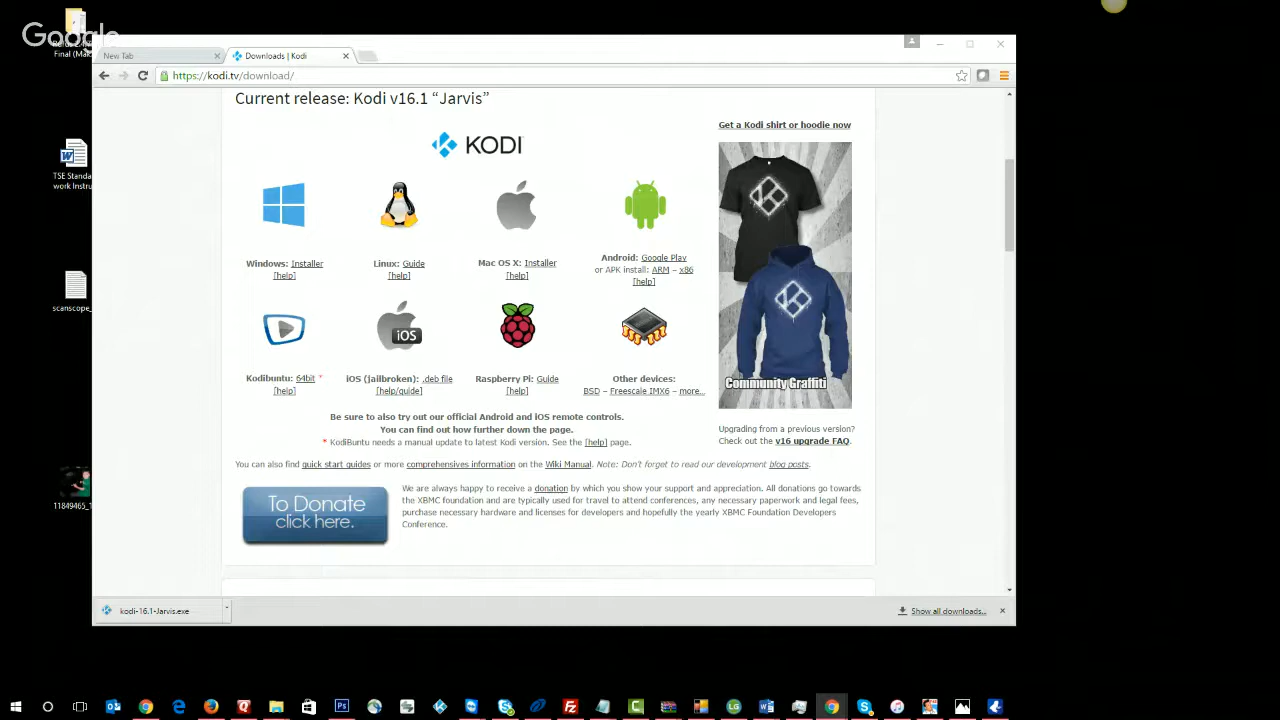 Google
Final (Mac
New Tab
Downloads | Kodi
https://kodi.tv/download/
Current release: Kodi v16.1 “Jarvis”
KODI
Get a Kodi shirt or hoodie now
Windows: Installer
[help]
Linux: Guide
[help]
Mac OS X: Installer
[help]
Android: Google Play
or APK install: ARM – x86
[help]
iOS
Kodibuntu: 64bit *
[help]
iOS (jailbroken): .deb file
[help/guide]
Raspberry Pi: Guide
[help]
Other devices:
BSD – Freescale IMX6 – more...
Community Graffiti
Be sure to also try out our official Android and iOS remote controls.
You can find out how further down the page.
* KodiBuntu needs a manual update to latest Kodi version. See the [help] page.
Upgrading from a previous version?
Check out the v16 upgrade FAQ.
You can also find quick start guides or more comprehensives information on the Wiki Manual. Note: Don't forget to read our development blog posts.
To Donate
click here.
We are always happy to receive a donation by which you show your support and appreciation. All donations go towards
the XBMC foundation and are typically used for travel to attend conferences, any necessary paperwork and legal fees,
purchase necessary hardware and licenses for developers and hopefully the yearly XBMC Foundation Developers
Conference.
TSE Standa
work Instru
scanscope_
11849465_1
kodi-16.1-Jarvis.exe
Show all downloads...